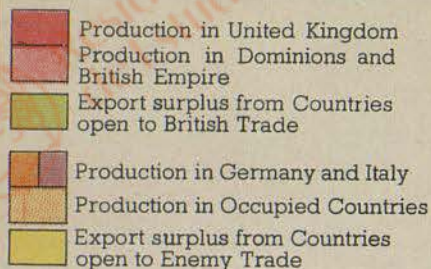 Production in United Kingdom
Production in Dominions and
British Empire
Export surplus from Countries
open to British Trade
Production in Germany and Italy
Production in Occupied Countries
Export surplus from Countries
open to Enemy Trade